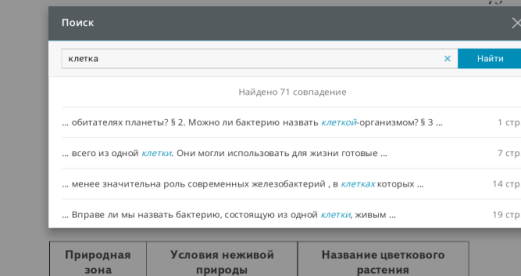 Поиск
клетка
Найти
Найдено 71 совпадение
... обитателях планеты? § 2. Можно ли бактерию назвать клеткой-организмом? § 3 ... 1 стр
... всего из одной клетки. Они могли использовать для жизни готовые ... 7 стр
... менее значительна роль современных железобактерий , в клетках которых ... 14 стр
... Вправе ли мы назвать бактерию, состоящую из одной клетки, живым ... 19 стр
Природная зона
Условия неживой природы
Название цветкового растения